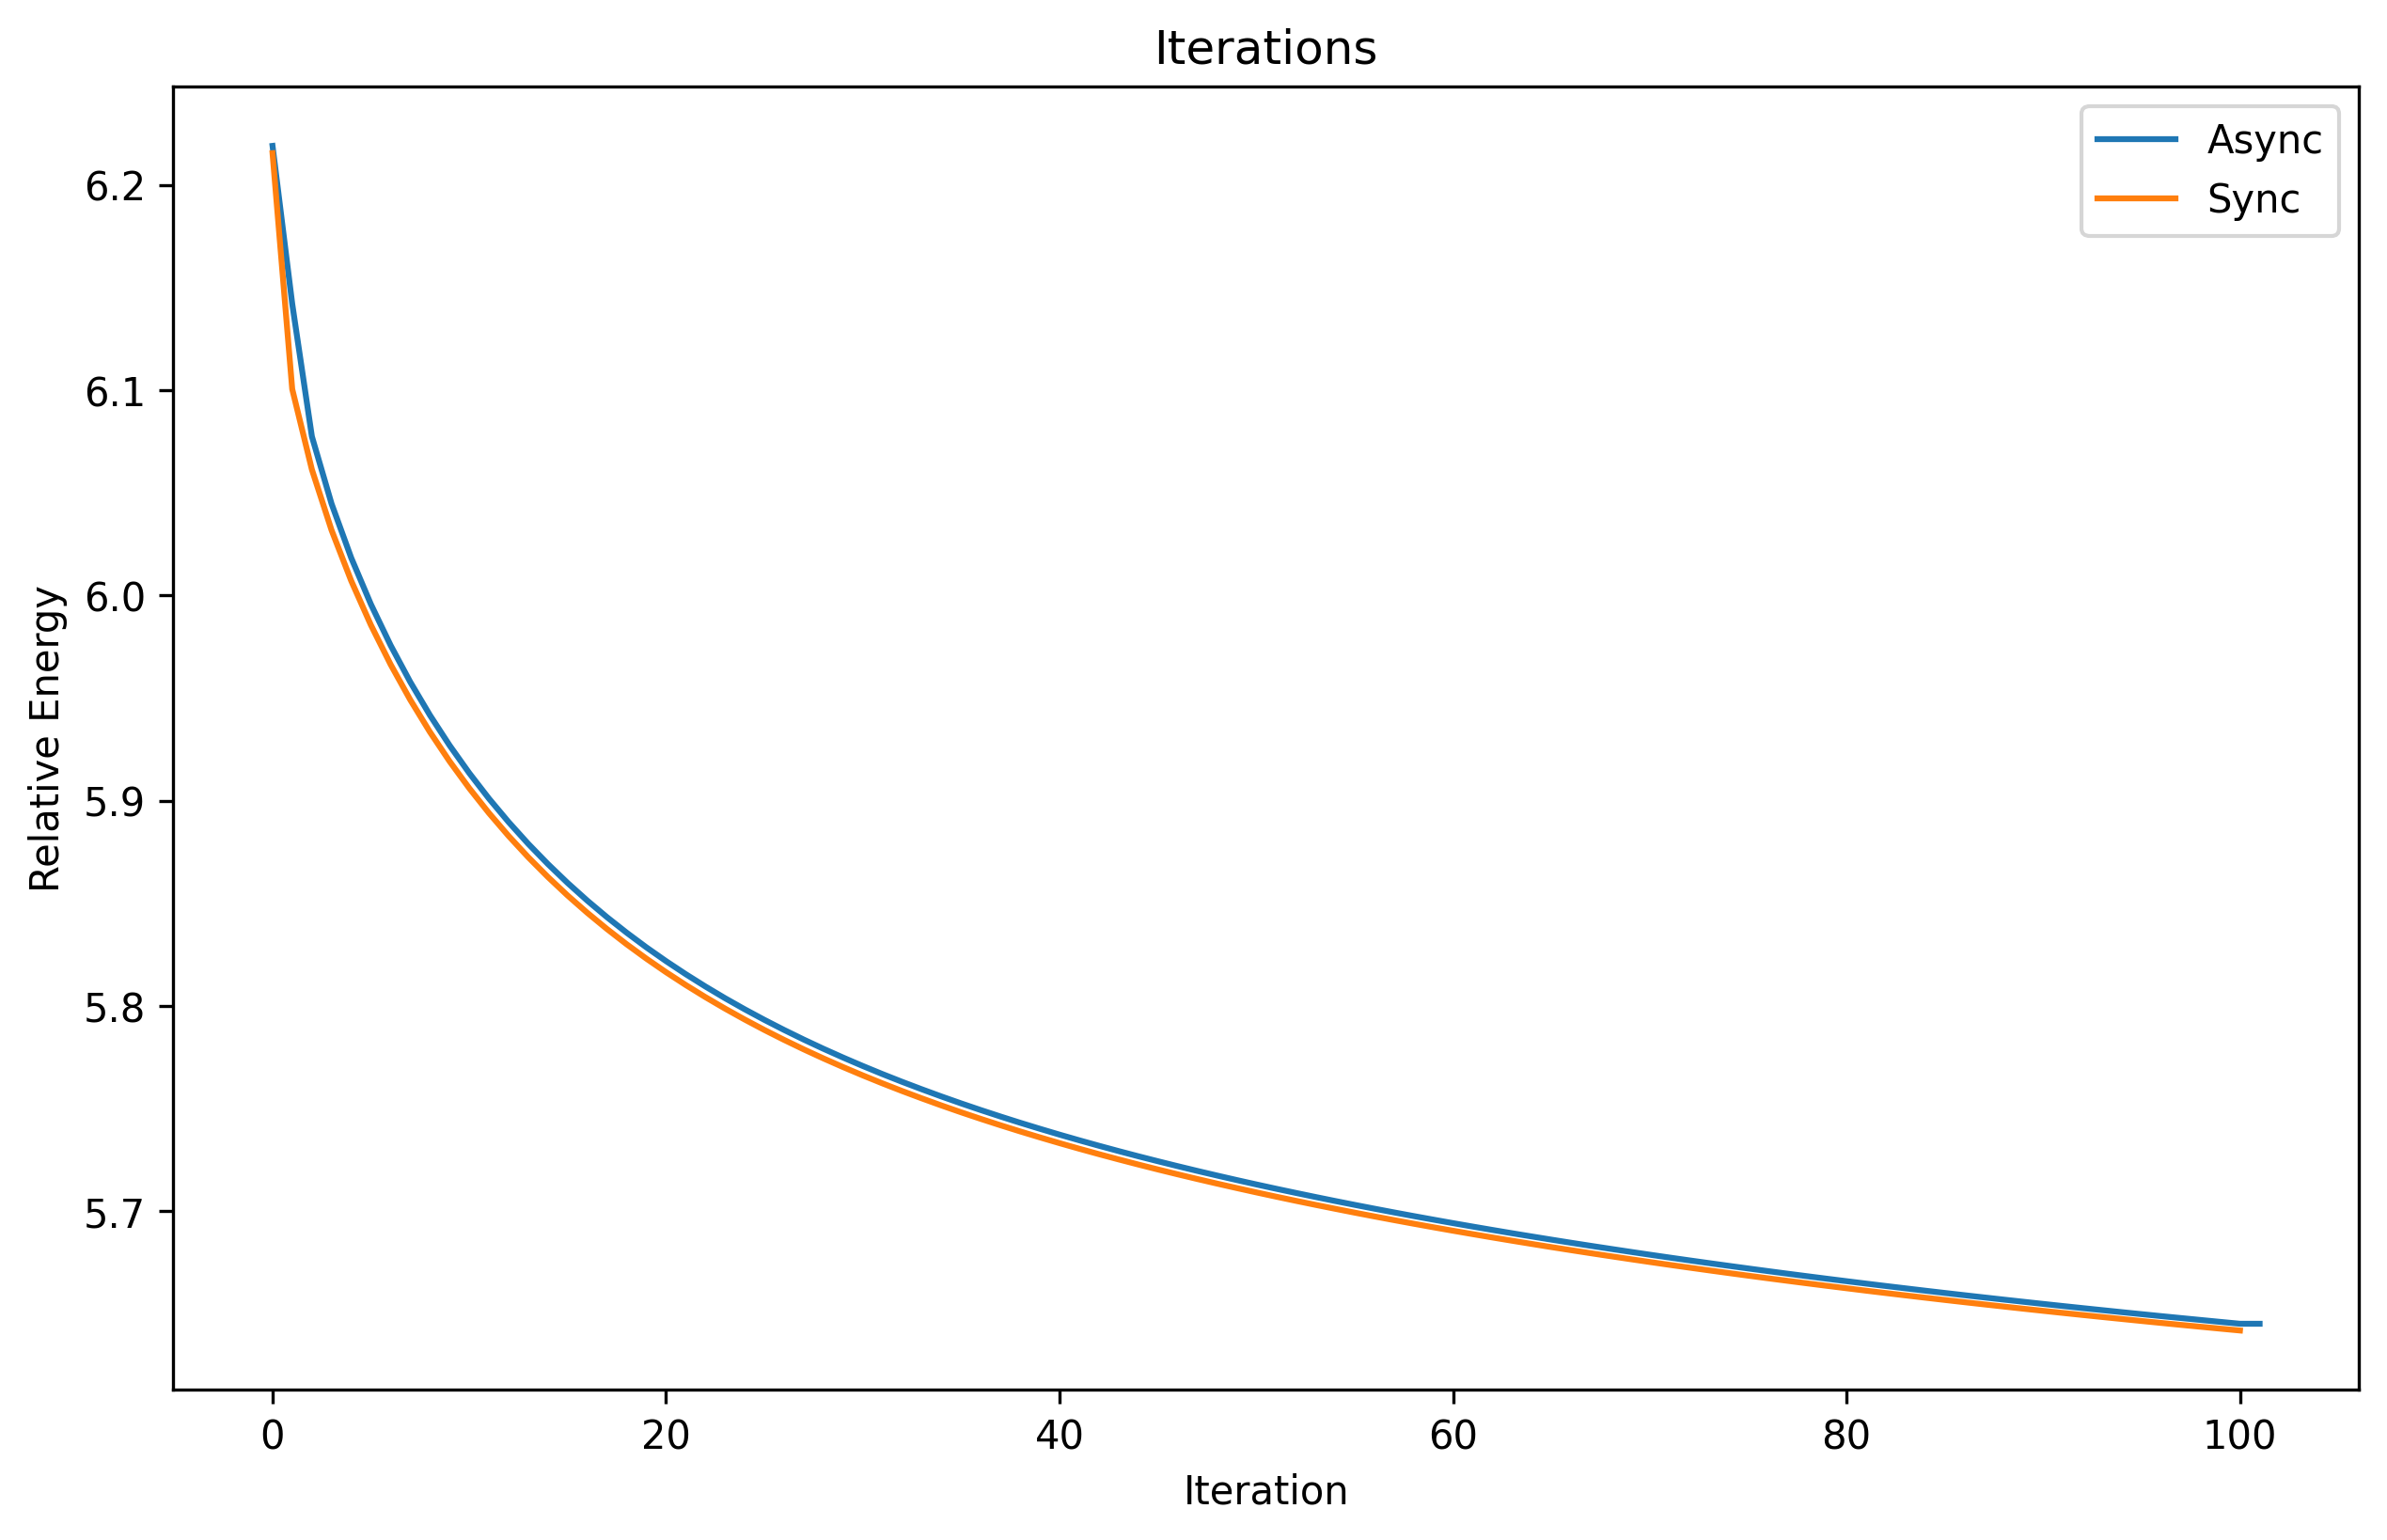 Iterations
Async
Sync
6.2
6.1
6.0
5.9
5.8
5.7
Relative Energy
0 20 40 60 80 100
Iteration